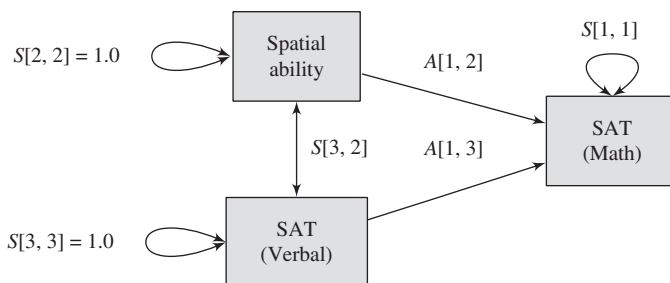 S[1, 1]
S[2, 2] = 1.0
Spatial
ability
A[1, 2]
SAT
(Math)
S[3, 2]
A[1, 3]
SAT
(Verbal)
S[3, 3] = 1.0